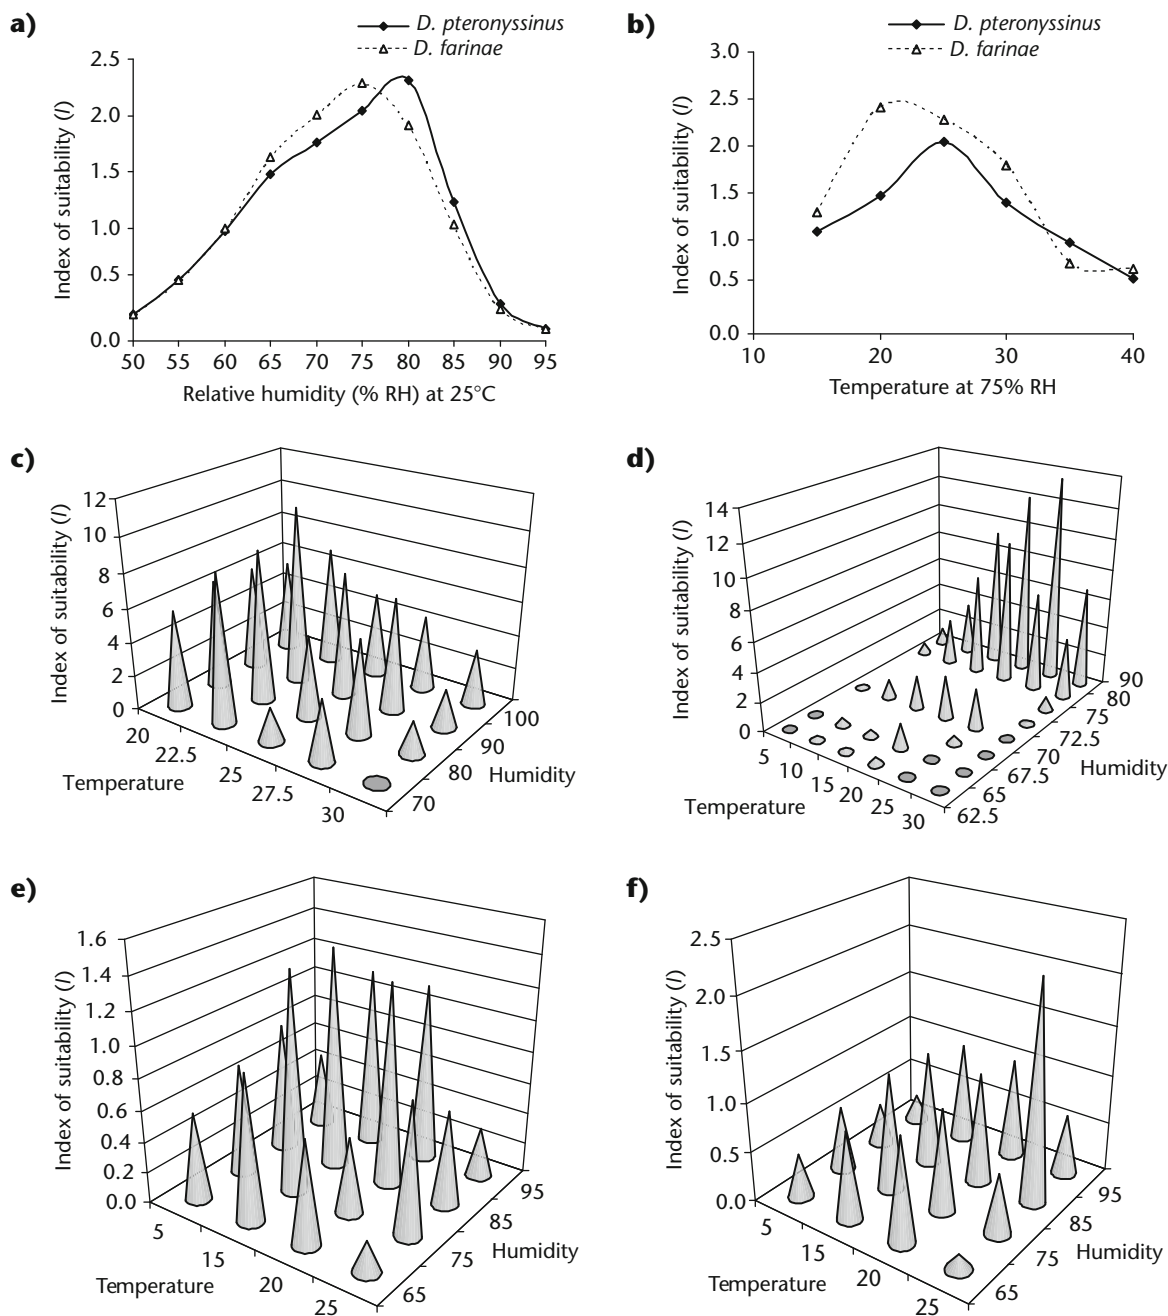 a)
D. pteronyssinus
D. farinae
2.5
2.0
1.5
1.0
0.5
0.0
Index of suitability (I)
50 55 60 65 70 75 80 85 90 95
Relative humidity (% RH) at 25°C
b)
D. pteronyssinus
D. farinae
3.0
2.5
2.0
1.5
1.0
0.5
0.0
Index of suitability (I)
10 20 30 40
Temperature at 75% RH
c)
12
10
8
6
4
2
0
Index of suitability (I)
20 22.5 25 27.5 30
Temperature
70 80 90 100
Humidity
d)
14
12
10
8
6
4
2
0
Index of suitability (I)
5 10 15 20 25 30
Temperature
62.5 65 67.5 70 72.5 75 80 90
Humidity
e)
1.6
1.4
1.2
1.0
0.8
0.6
0.4
0.2
0.0
Index of suitability (I)
5 15 20 25
Temperature
65 75 85 95
Humidity
f)
2.5
2.0
1.5
1.0
0.5
0.0
Index of suitability (I)
5 15 20 25
Temperature
65 75 85 95
Humidity